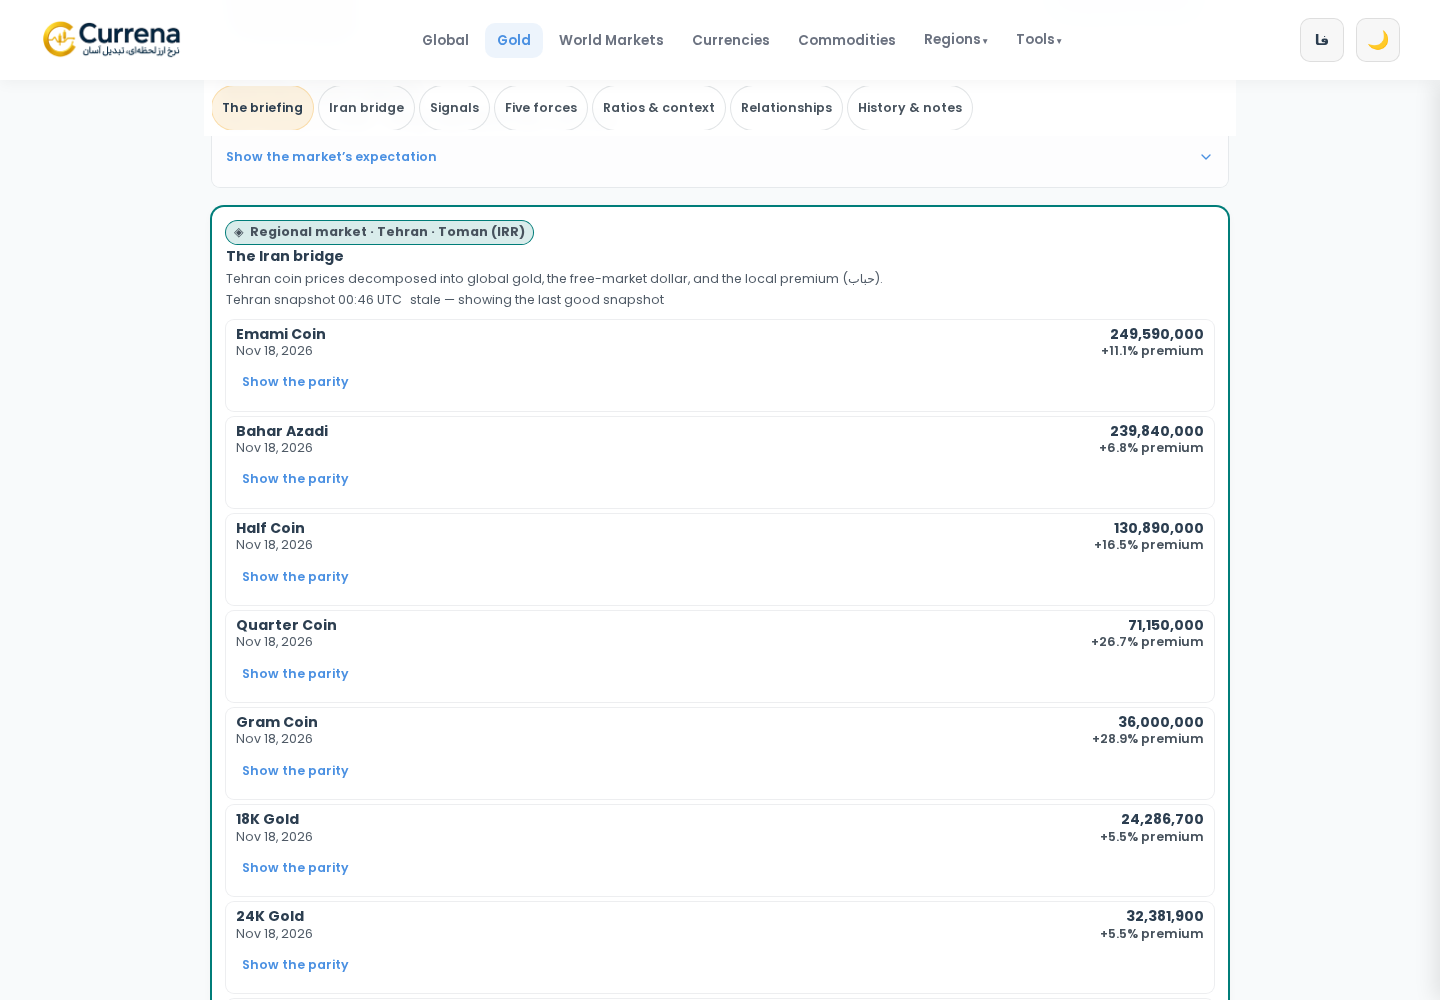 Currena
نرخ ارز لحظه‌ای، تبدیل آسان
Global
Gold
World Markets
Currencies
Commodities
Regions ▾
Tools ▾
فا
The briefing
Iran bridge
Signals
Five forces
Ratios & context
Relationships
History & notes
Show the market’s expectation
◈ Regional market · Tehran · Toman (IRR)
The Iran bridge
Tehran coin prices decomposed into global gold, the free-market dollar, and the local premium (حباب).
Tehran snapshot 00:46 UTC stale — showing the last good snapshot
Emami Coin 249,590,000
Nov 18, 2026 +11.1% premium
Show the parity
Bahar Azadi 239,840,000
Nov 18, 2026 +6.8% premium
Show the parity
Half Coin 130,890,000
Nov 18, 2026 +16.5% premium
Show the parity
Quarter Coin 71,150,000
Nov 18, 2026 +26.7% premium
Show the parity
Gram Coin 36,000,000
Nov 18, 2026 +28.9% premium
Show the parity
18K Gold 24,286,700
Nov 18, 2026 +5.5% premium
Show the parity
24K Gold 32,381,900
Nov 18, 2026 +5.5% premium
Show the parity